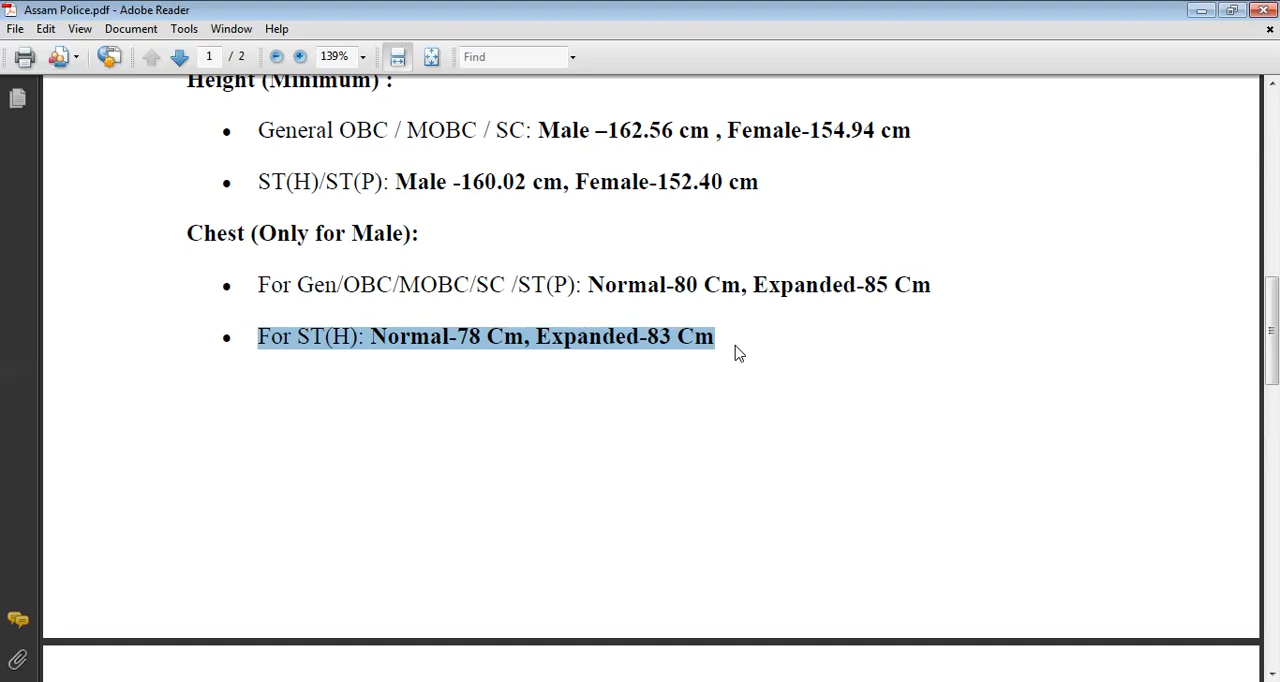 Assam Police.pdf - Adobe Reader
File Edit View Document Tools Window Help
1 / 2 139% Find
Height (Minimum) :
• General OBC / MOBC / SC: Male –162.56 cm , Female-154.94 cm
• ST(H)/ST(P): Male -160.02 cm, Female-152.40 cm
Chest (Only for Male):
• For Gen/OBC/MOBC/SC /ST(P): Normal-80 Cm, Expanded-85 Cm
• For ST(H): Normal-78 Cm, Expanded-83 Cm